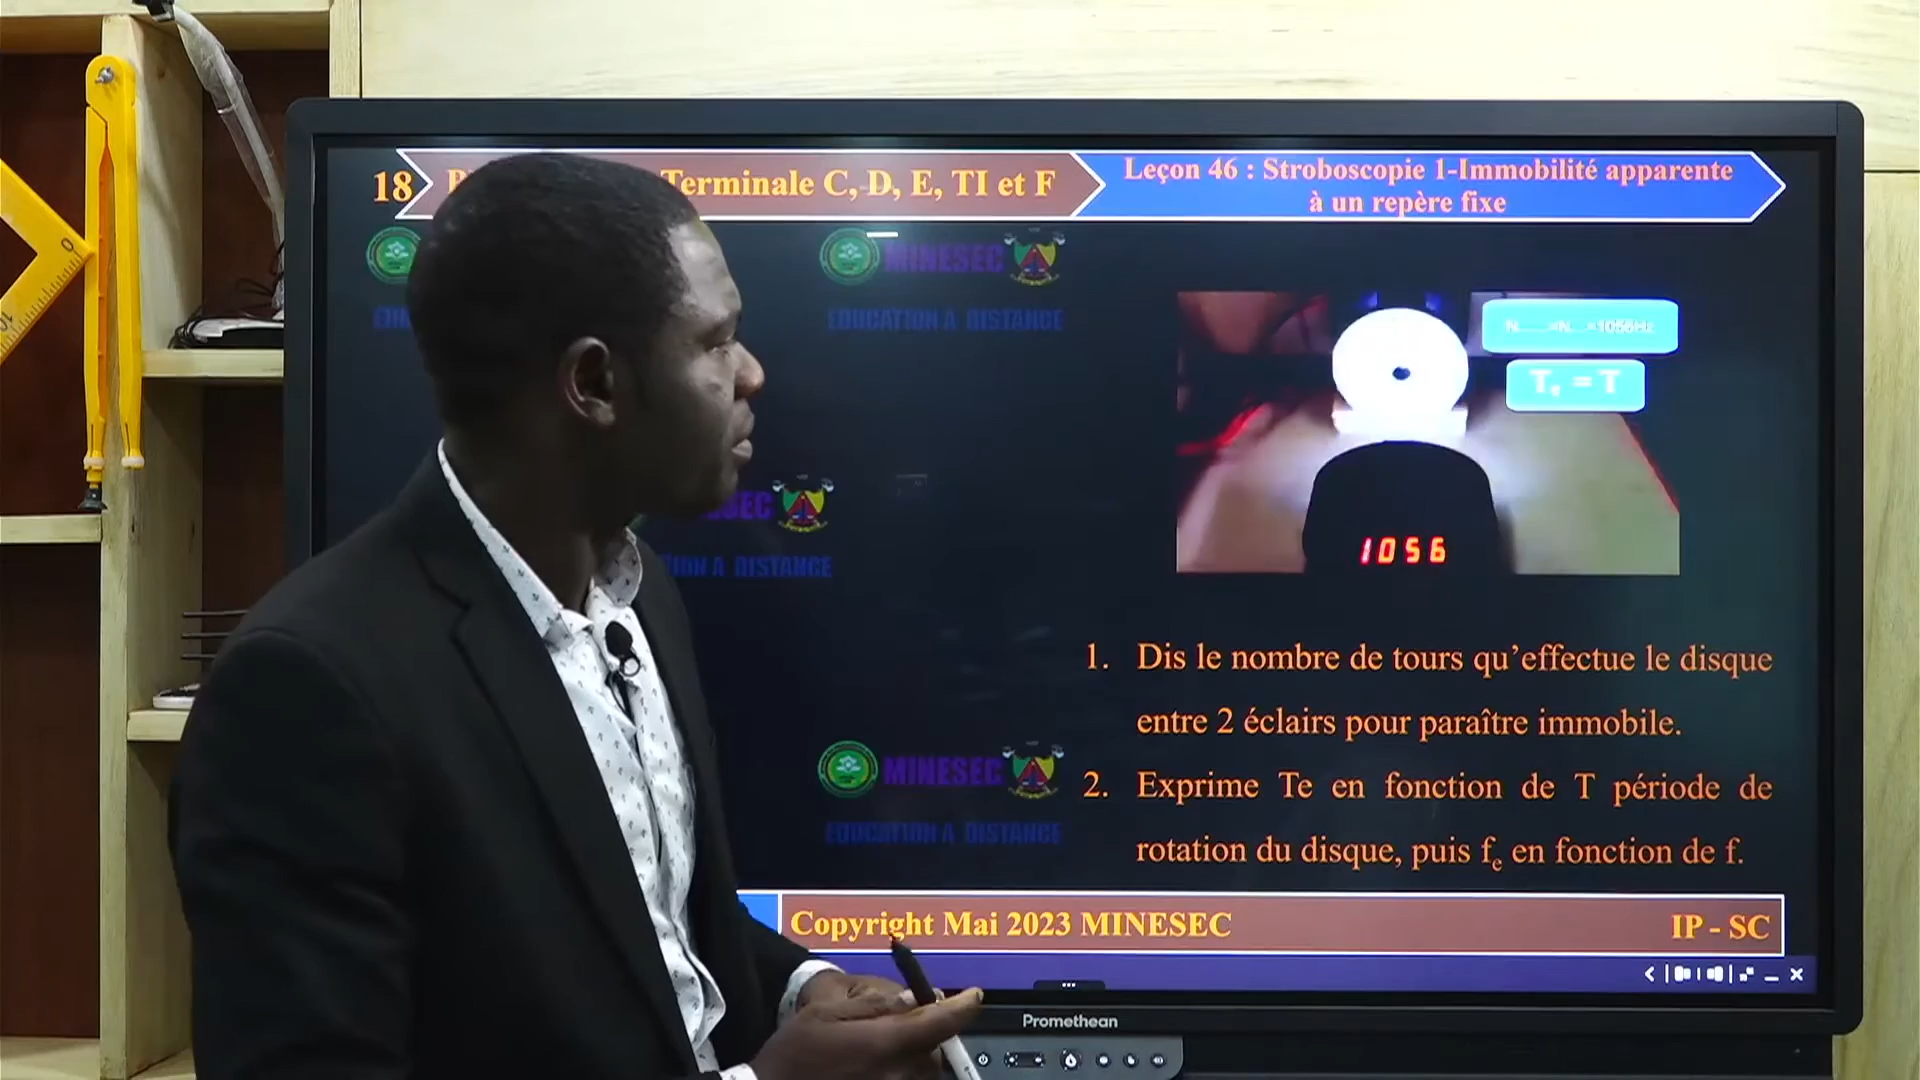 18
Terminale C, D, E, TI et F
Leçon 46 : Stroboscopie 1-Immobilité apparente
à un repère fixe
MINESEC
EDUCATION A DISTANCE
=1056Hz
Te = T
1056
1. Dis le nombre de tours qu’effectue le disque
entre 2 éclairs pour paraître immobile.
2. Exprime Te en fonction de T période de
rotation du disque, puis fe en fonction de f.
MINESEC
EDUCATION A DISTANCE
Copyright Mai 2023 MINESEC
IP - SC
Promethean